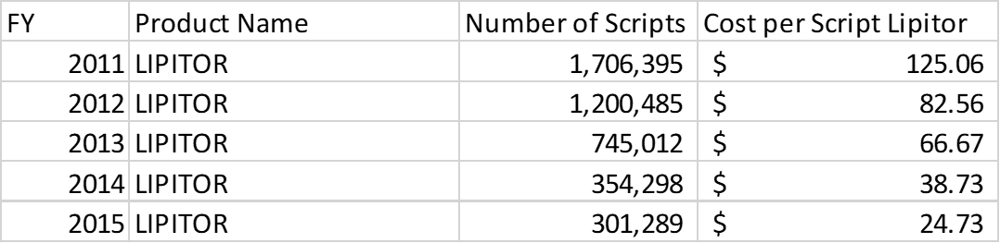 FY Product Name Number of Scripts Cost per Script Lipitor
2011 LIPITOR 1,706,395 $ 125.06
2012 LIPITOR 1,200,485 $ 82.56
2013 LIPITOR 745,012 $ 66.67
2014 LIPITOR 354,298 $ 38.73
2015 LIPITOR 301,289 $ 24.73